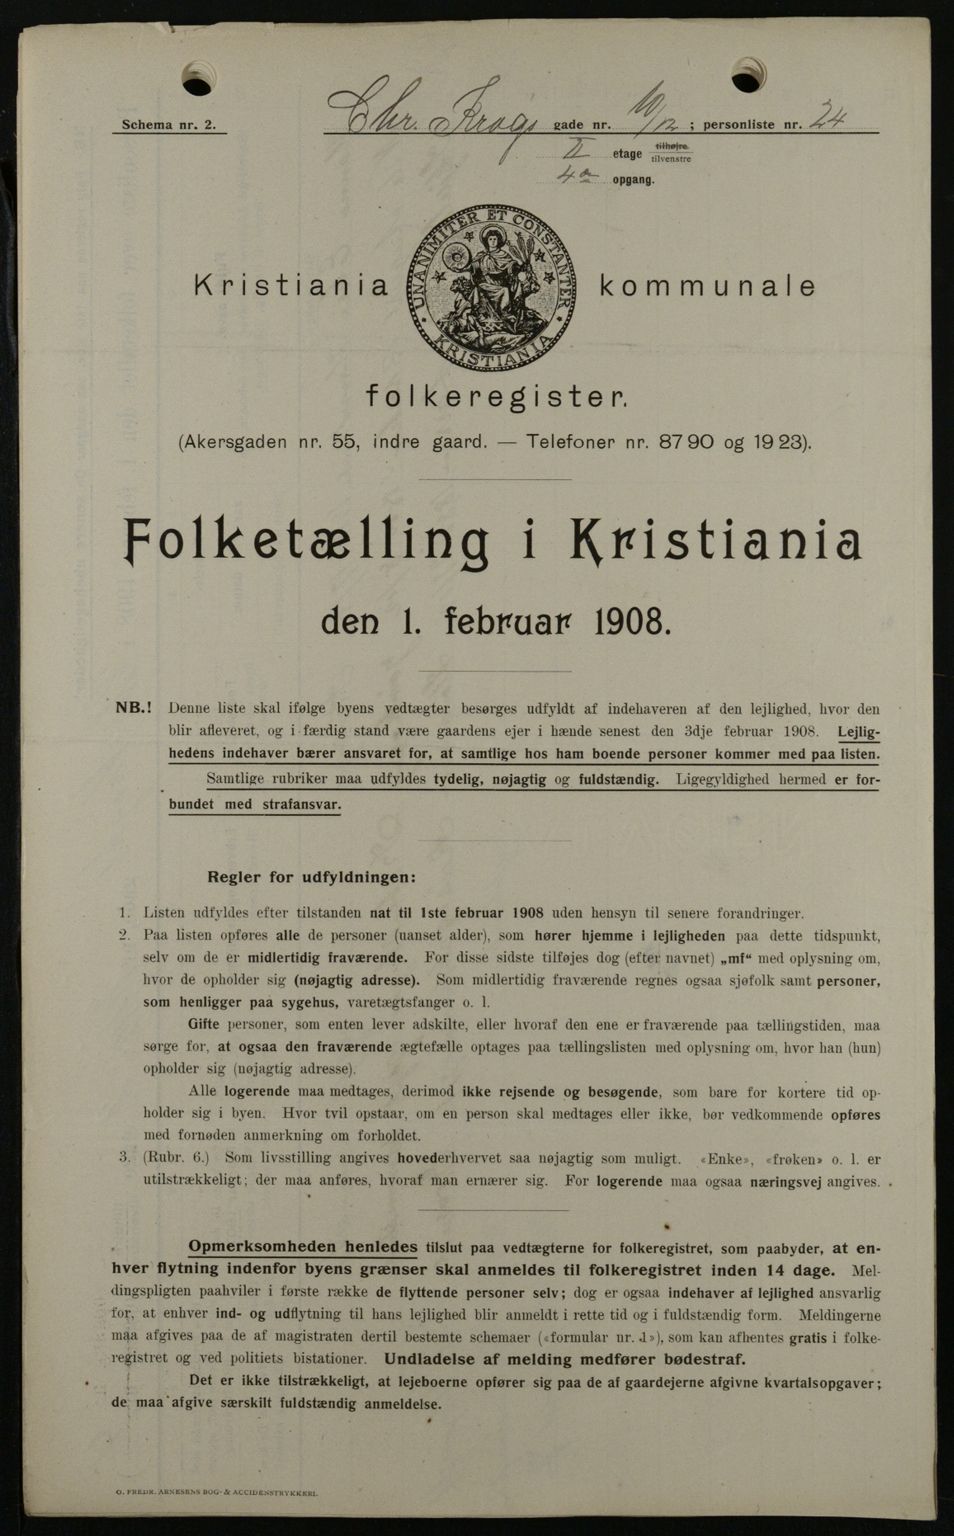 Schema nr. 2.
Chr. Krogs gade nr. 10/12 ; personliste nr. 24
II etage tilhøjre. tilvenstre
4de opgang.
UNANIMITER ET CONSTANTER
KRISTIANIA
Kristiania kommunale
folkeregister.
(Akersgaden nr. 55, indre gaard. — Telefoner nr. 87 90 og 19 23).
Folketælling i Kristiania
den 1. februar 1908.
NB.! Denne liste skal ifølge byens vedtægter besørges udfyldt af indehaveren af den lejlighed, hvor den
blir afleveret, og i færdig stand være gaardens ejer i hænde senest den 3dje februar 1908. Lejlig-
hedens indehaver bærer ansvaret for, at samtlige hos ham boende personer kommer med paa listen.
Samtlige rubriker maa udfyldes tydelig, nøjagtig og fuldstændig. Ligegyldighed hermed er for-
bundet med strafansvar.
Regler for udfyldningen:
1. Listen udfyldes efter tilstanden nat til 1ste februar 1908 uden hensyn til senere forandringer.
2. Paa listen opføres alle de personer (uanset alder), som hører hjemme i lejligheden paa dette tidspunkt,
selv om de er midlertidig fraværende. For disse sidste tilføjes dog (efter navnet) „mf“ med oplysning om,
hvor de opholder sig (nøjagtig adresse). Som midlertidig fraværende regnes ogsaa sjøfolk samt personer,
som henligger paa sygehus, varetægtsfanger o. l.
Gifte personer, som enten lever adskilte, eller hvoraf den ene er fraværende paa tællingstiden, maa
sørge for, at ogsaa den fraværende ægtefælle optages paa tællingslisten med oplysning om, hvor han (hun)
opholder sig (nøjagtig adresse).
Alle logerende maa medtages, derimod ikke rejsende og besøgende, som bare for kortere tid op-
holder sig i byen. Hvor tvil opstaar, om en person skal medtages eller ikke, bør vedkommende opføres
med fornøden anmerkning om forholdet.
3. (Rubr. 6.) Som livsstilling angives hovederhvervet saa nøjagtig som muligt. «Enke», «frøken» o. l. er
utilstrækkeligt; der maa anføres, hvoraf man ernærer sig. For logerende maa ogsaa næringsvej angives.
Opmerksomheden henledes tilslut paa vedtægterne for folkeregistret, som paabyder, at en-
hver flytning indenfor byens grænser skal anmeldes til folkeregistret inden 14 dage. Mel-
dingspligten paahviler i første række de flyttende personer selv; dog er ogsaa indehaver af lejlighed ansvarlig
for, at enhver ind- og udflytning til hans lejlighed blir anmeldt i rette tid og i fuldstændig form. Meldingerne
maa afgives paa de af magistraten dertil bestemte schemaer («formular nr. 1»), som kan afhentes gratis i folke-
registret og ved politiets bistationer. Undladelse af melding medfører bødestraf.
Det er ikke tilstrækkeligt, at lejeboerne opfører sig paa de af gaardejerne afgivne kvartalsopgaver;
de maa afgive særskilt fuldstændig anmeldelse.
O. FREDR. ARNESENS BOG- & ACCIDENSTRYKKERI.